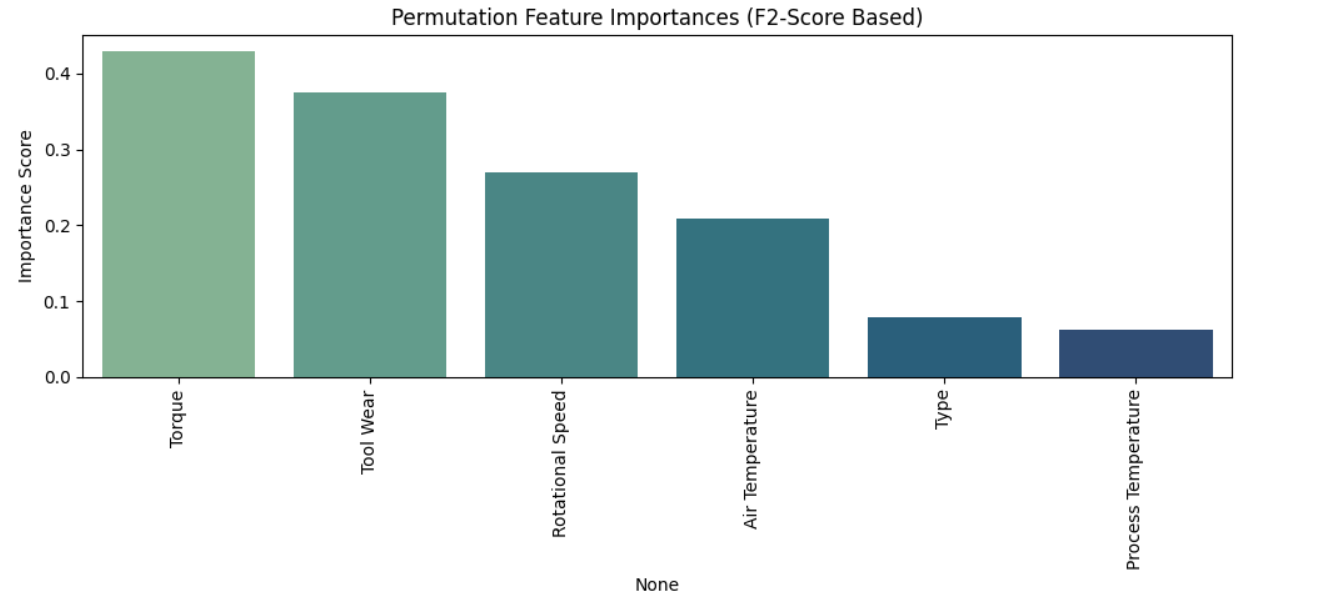 Permutation Feature Importances (F2-Score Based)
Importance Score
0.4
0.3
0.2
0.1
0.0
Torque
Tool Wear
Rotational Speed
Air Temperature
Type
Process Temperature
None